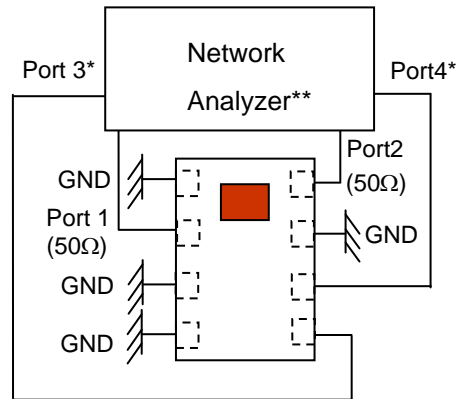 Network
Analyzer**
Port 3*
Port4*
Port2
(50Ω)
GND
Port 1
(50Ω)
GND
GND
GND